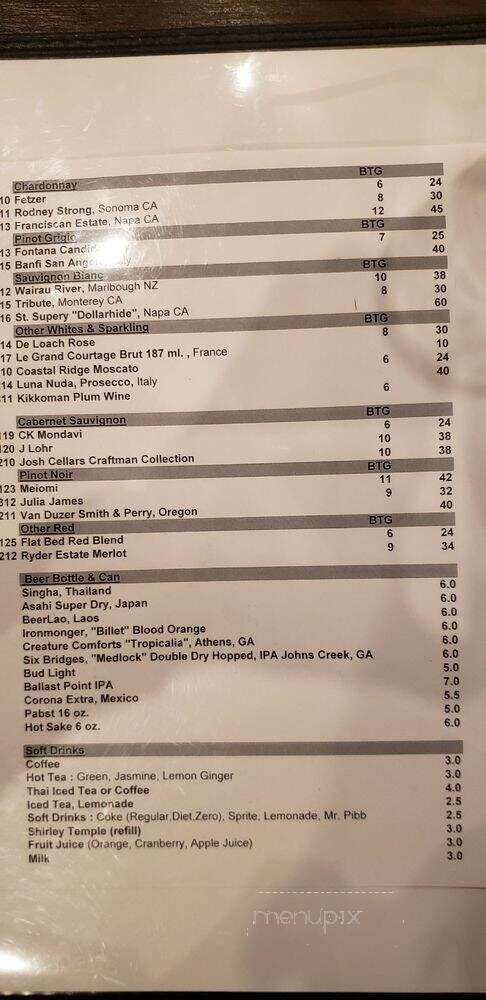 Chardonnay BTG
10 Fetzer 6 24
11 Rodney Strong, Sonoma CA 8 30
13 Franciscan Estate, Napa CA 12 45
Pinot Grigio BTG
13 Fontana Candid 7 25
15 Banfi San Ange 40
Sauvignon Blanc BTG
12 Wairau River, Marlbough NZ 10 38
15 Tribute, Monterey CA 8 30
16 St. Supery "Dollarhide", Napa CA 60
Other Whites & Sparkling BTG
14 De Loach Rose 8 30
17 Le Grand Courtage Brut 187 ml. , France 10
10 Coastal Ridge Moscato 6 24
14 Luna Nuda, Prosecco, Italy 40
11 Kikkoman Plum Wine 6
Cabernet Sauvignon BTG
119 CK Mondavi 6 24
120 J Lohr 10 38
210 Josh Cellars Craftman Collection 10 38
Pinot Noir BTG
123 Meiomi 11 42
312 Julia James 9 32
211 Van Duzer Smith & Perry, Oregon 40
Other Red BTG
125 Flat Bed Red Blend 6 24
212 Ryder Estate Merlot 9 34
Beer Bottle & Can
Singha, Thailand 6.0
Asahi Super Dry, Japan 6.0
BeerLao, Laos 6.0
Ironmonger, "Billet" Blood Orange 6.0
Creature Comforts "Tropicalia", Athens, GA 6.0
Six Bridges, "Medlock" Double Dry Hopped, IPA Johns Creek, GA 6.0
Bud Light 5.0
Ballast Point IPA 7.0
Corona Extra, Mexico 5.5
Pabst 16 oz. 5.0
Hot Sake 6 oz. 6.0
Soft Drinks
Coffee 3.0
Hot Tea : Green, Jasmine, Lemon Ginger 3.0
Thai Iced Tea or Coffee 4.0
Iced Tea, Lemonade 2.5
Soft Drinks : Coke (Regular,Diet,Zero), Sprite, Lemonade, Mr. Pibb 2.5
Shirley Temple (refill) 3.0
Fruit Juice (Orange, Cranberry, Apple Juice) 3.0
Milk 3.0
menupix